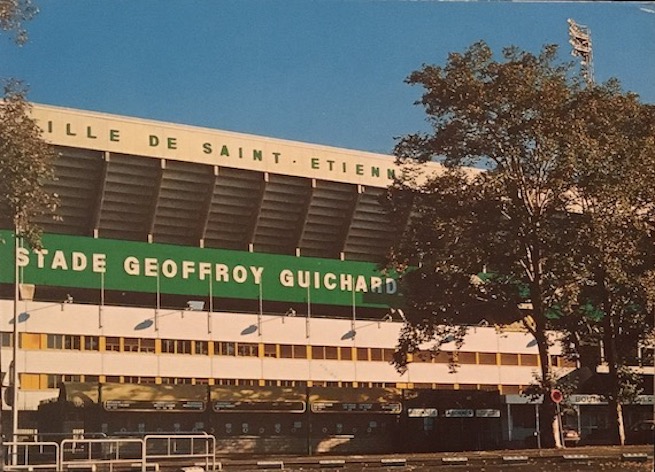 ILLE DE SAINT · ETIENN
STADE GEOFFROY GUICHARD